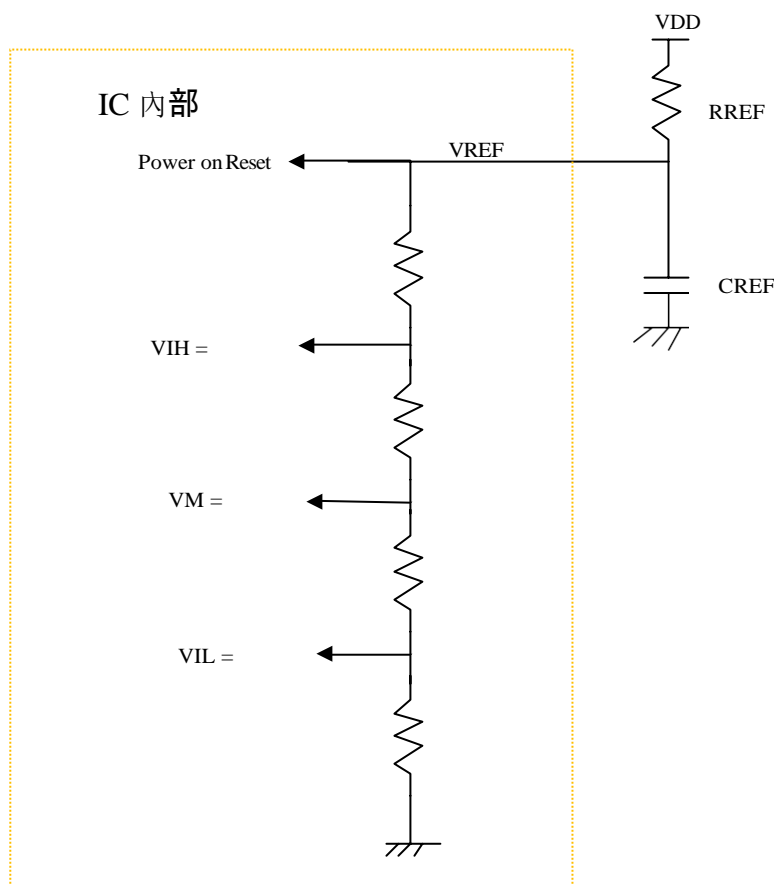 VDD
IC 內部
RREF
VREF
Power on Reset
CREF
VIH =
VM =
VIL =